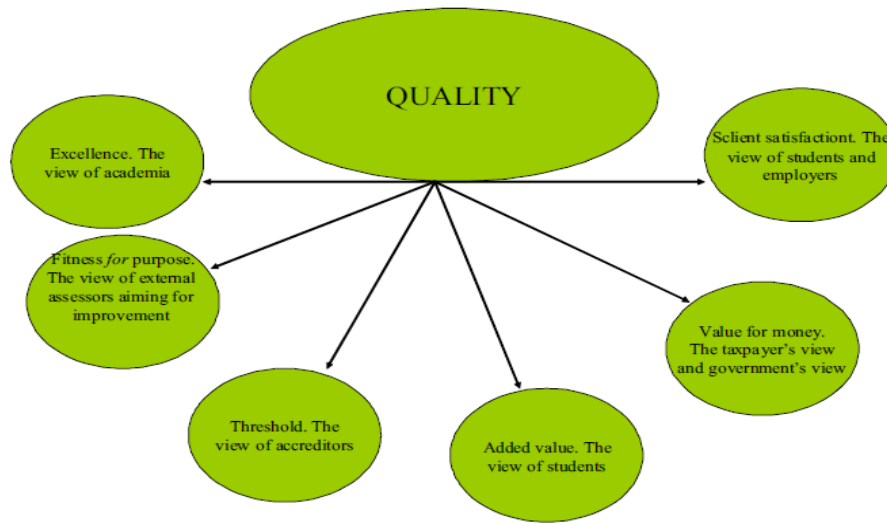 QUALITY
Excellence. The
view of academia
Sclient satisfactiont. The
view of students and
employers
Fitness for purpose.
The view of external
assessors aiming for
improvement
Value for money.
The taxpayer's view
and government's view
Threshold. The
view of accreditors
Added value. The
view of students